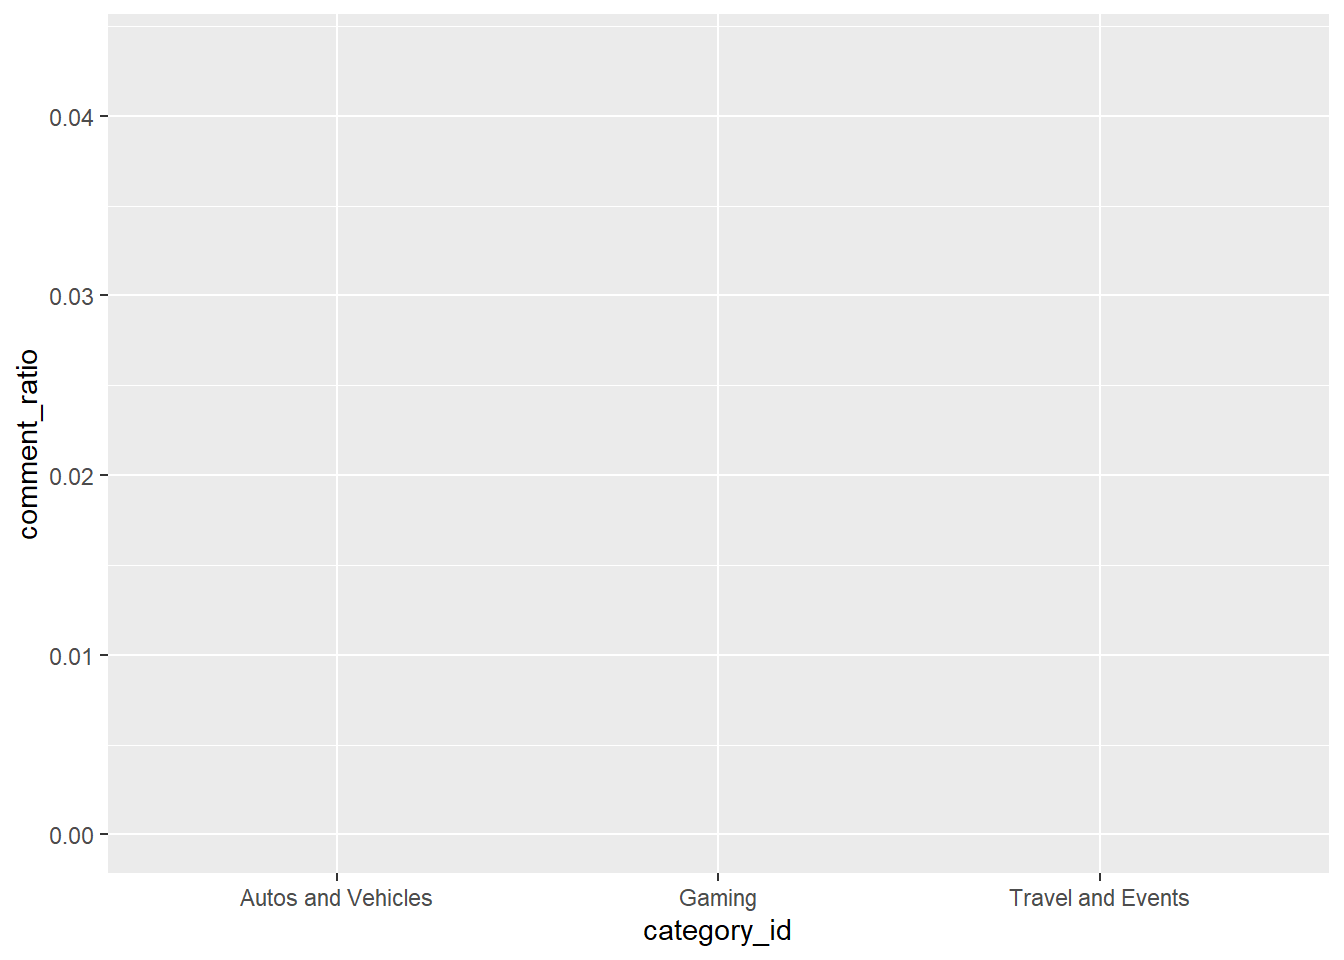 comment_ratio
0.04
0.03
0.02
0.01
0.00
Autos and Vehicles
Gaming
Travel and Events
category_id